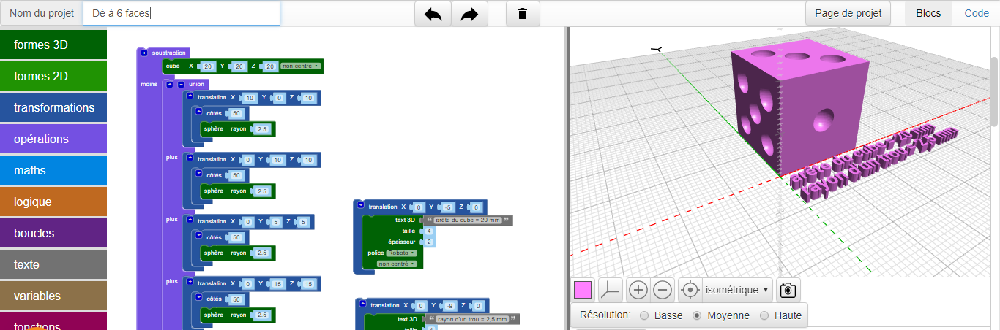 Nom du projet Dé à 6 faces Page de projet Blocs Code
formes 3D
formes 2D
transformations
opérations
maths
logique
boucles
texte
variables
fonctions
soustraction
cube X 20 Y 20 Z 20 non centré
moins union
translation X 10 Y 0 Z 10
côtés 50
sphère rayon 2.5
plus translation X 0 Y 10 Z 10
côtés 50
sphère rayon 2.5
plus translation X 0 Y 5 Z 5
côtés 50
sphère rayon 2.5
plus translation X 0 Y 15 Z 15
côtés 50
sphère rayon 2.5
translation X 0 Y -5 Z 0
text 3D “ arête du cube = 20 mm ”
taille 4
épaisseur 2
police Roboto
non centré
translation X 0 Y -9 Z 0
text 3D “ rayon d'un trou = 2,5 mm ”
taille 4
Y
arête du cube = 20 mm
rayon d'un trou = 2,5 mm
isométrique
Résolution: Basse Moyenne Haute